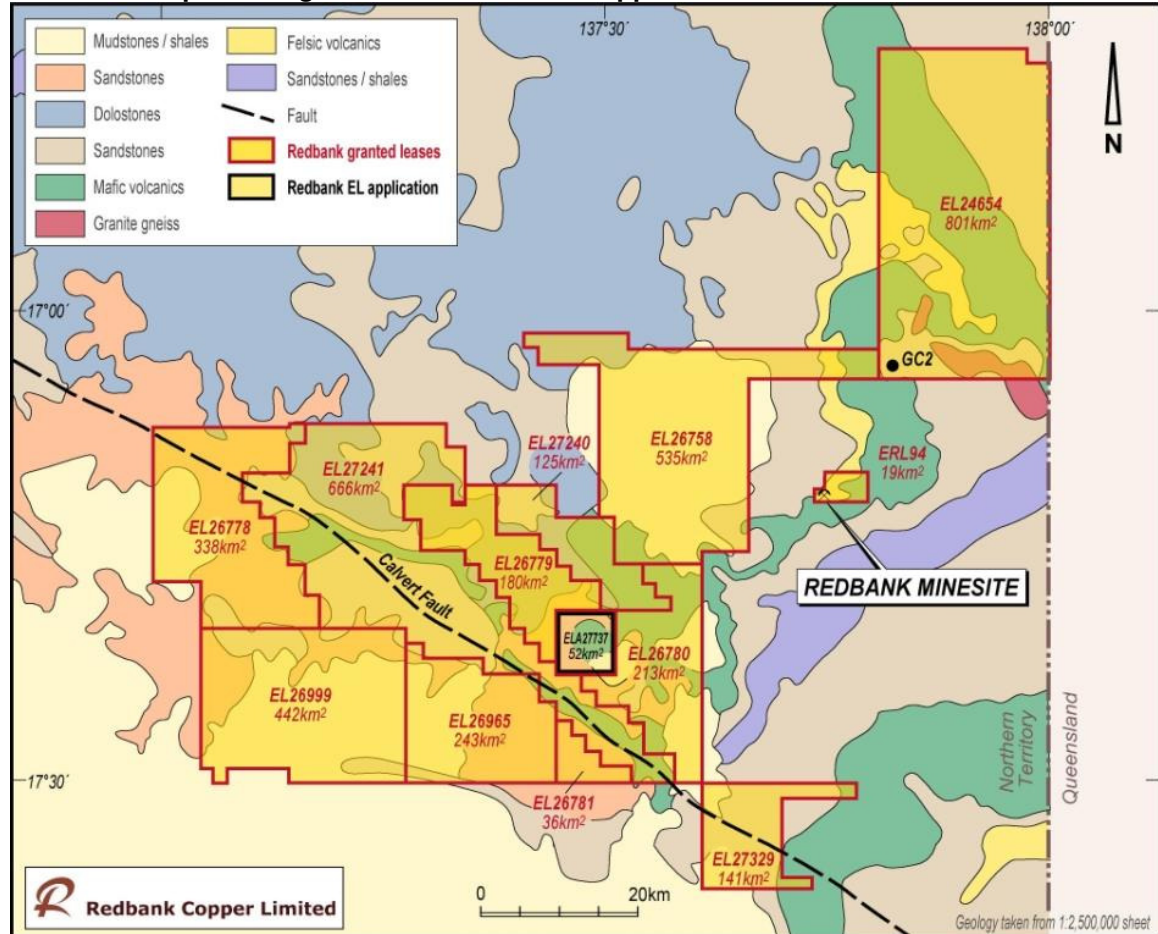 137°30′
138°00′
Mudstones / shales
Sandstones
Dolostones
Sandstones
Mafic volcanics
Granite gneiss
Felsic volcanics
Sandstones / shales
Fault
Redbank granted leases
Redbank EL application
N
EL24654
801km²
17°00′
GC2
EL27240
125km²
EL26758
535km²
EL27241
666km²
ERL94
19km²
EL26778
338km²
EL26779
180km²
Calvert Fault
REDBANK MINESITE
ELA27737
52km²
EL26780
213km²
EL26999
442km²
EL26965
243km²
Northern
Territory
Queensland
17°30′
EL26781
36km²
EL27329
141km²
R
Redbank Copper Limited
0 20km
Geology taken from 1:2,500,000 sheet